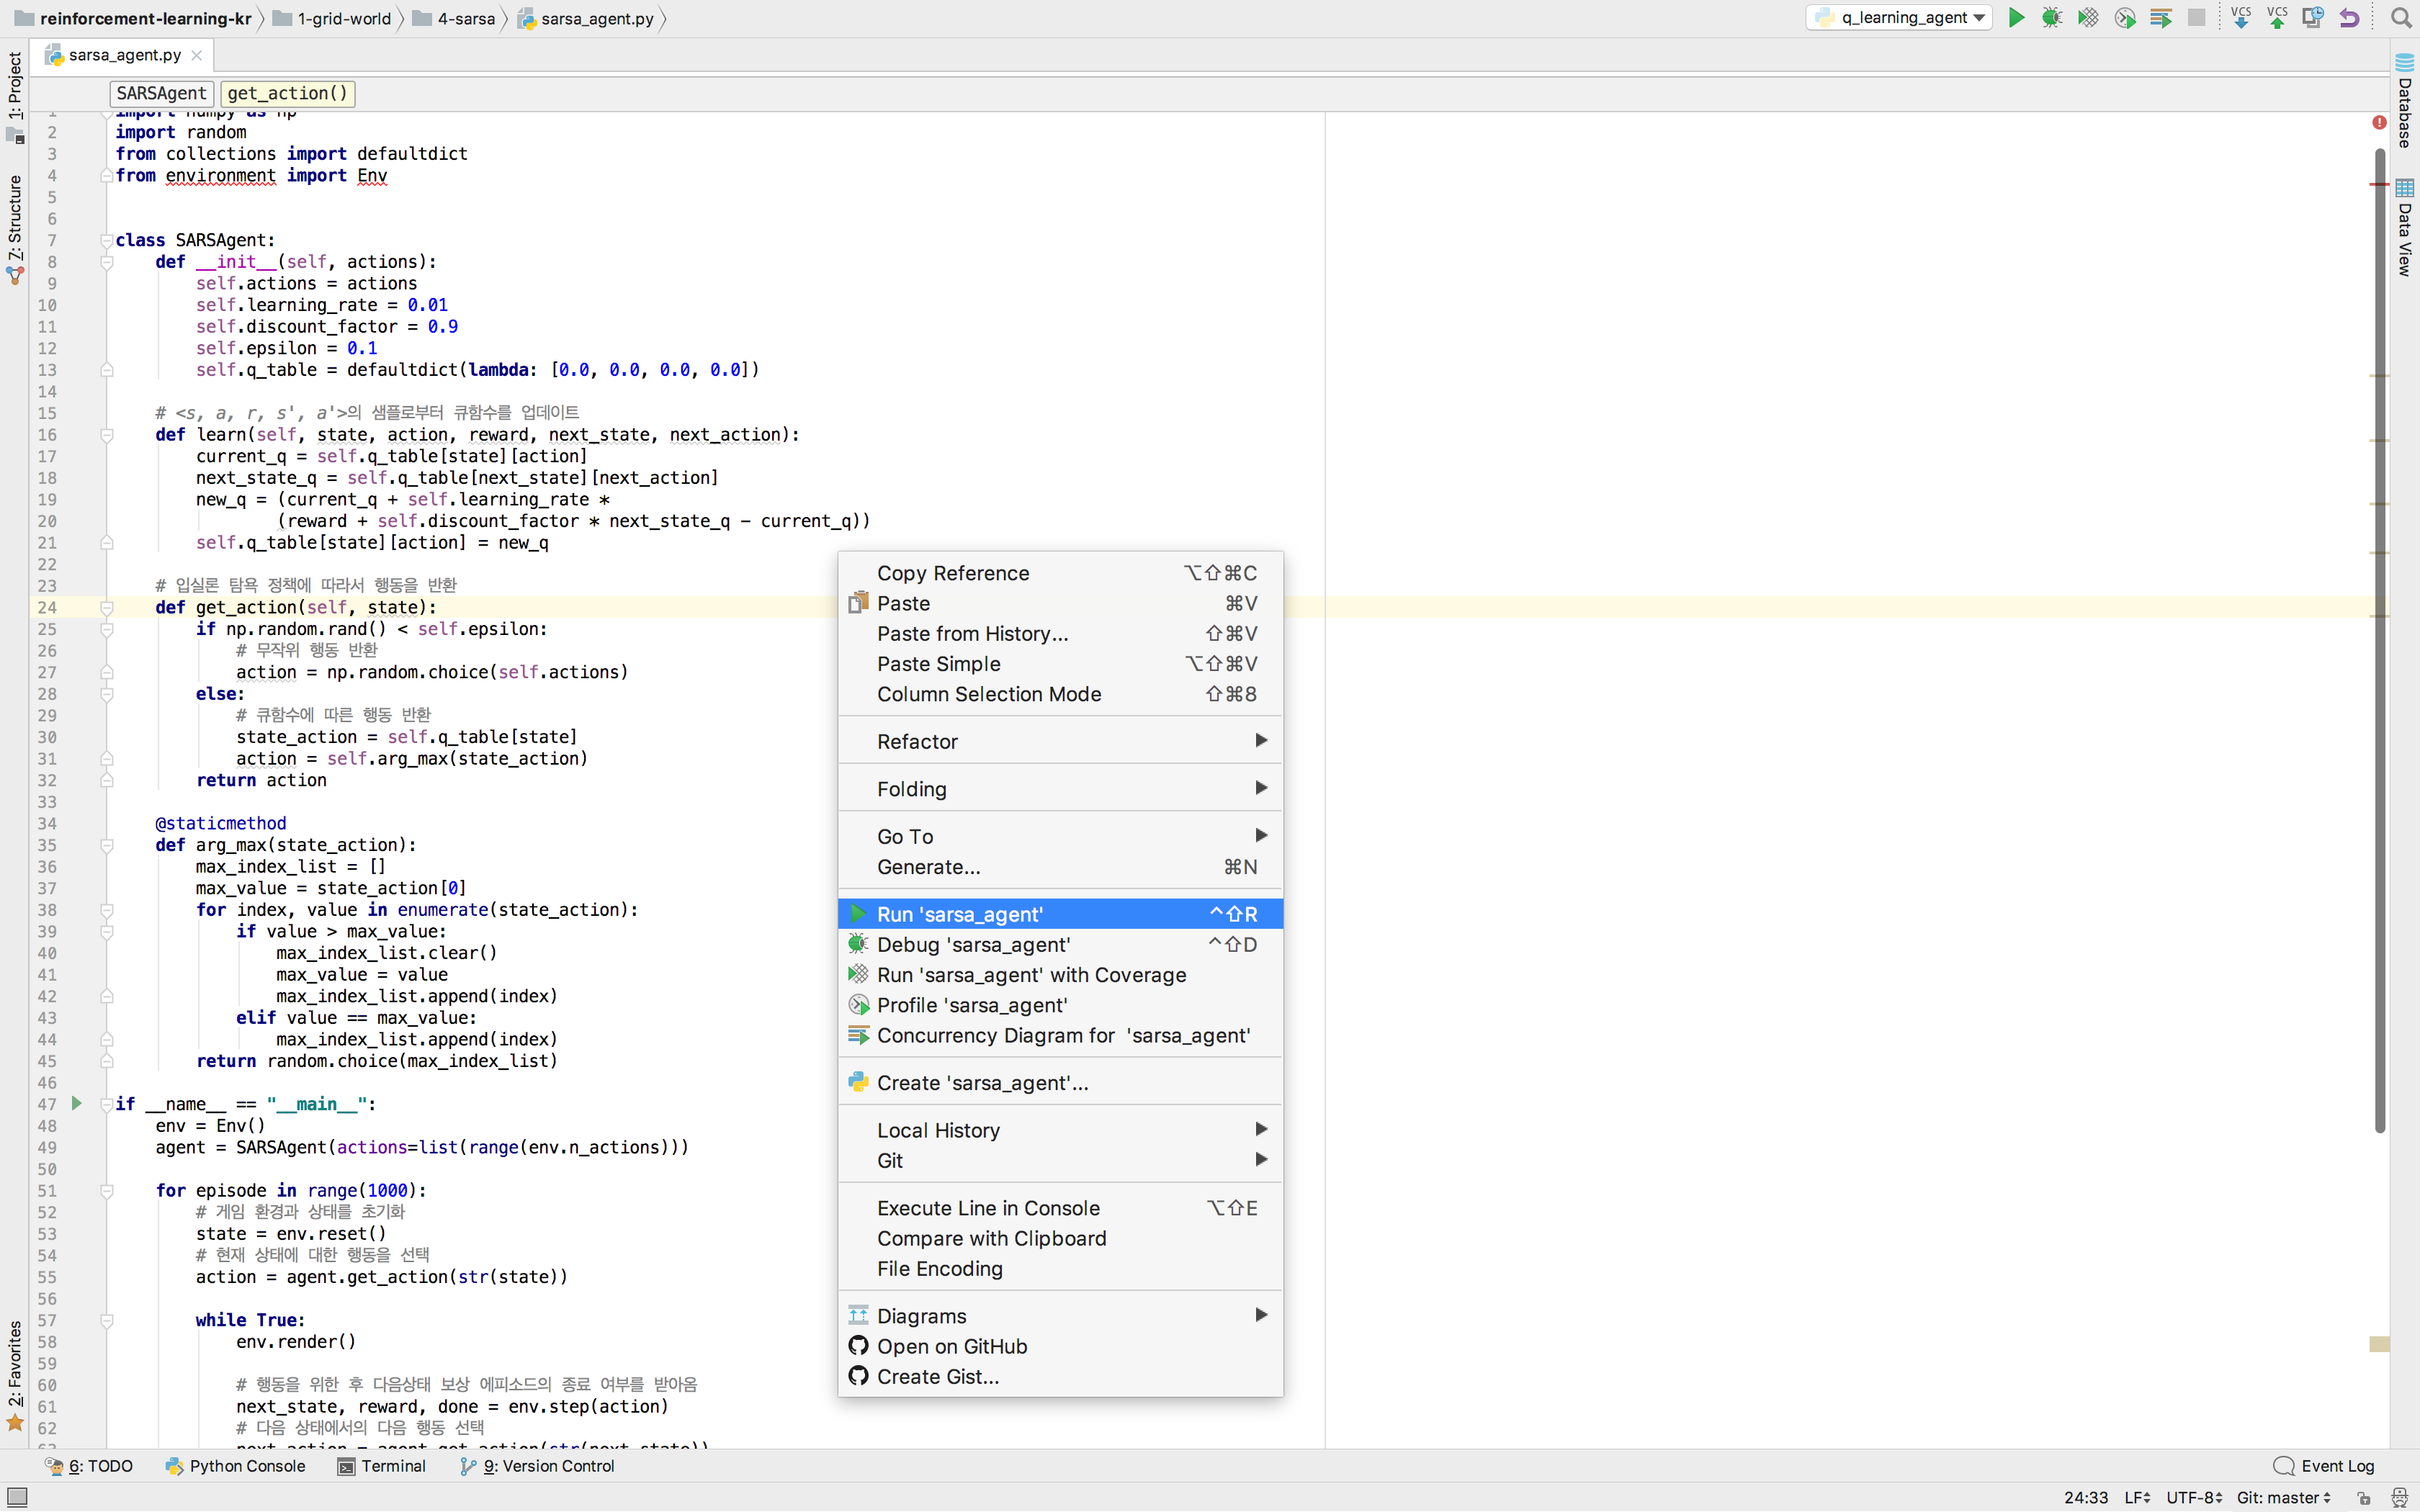 reinforcement-learning-kr 1-grid-world 4-sarsa sarsa_agent.py q_learning_agent VCS VCS
sarsa_agent.py
SARSAgent get_action()
1 import numpy as np
2 import random
3 from collections import defaultdict
4 from environment import Env
5
6
7 class SARSAgent:
8 def __init__(self, actions):
9 self.actions = actions
10 self.learning_rate = 0.01
11 self.discount_factor = 0.9
12 self.epsilon = 0.1
13 self.q_table = defaultdict(lambda: [0.0, 0.0, 0.0, 0.0])
14
15 # <s, a, r, s', a'>의 샘플로부터 큐함수를 업데이트
16 def learn(self, state, action, reward, next_state, next_action):
17 current_q = self.q_table[state][action]
18 next_state_q = self.q_table[next_state][next_action]
19 new_q = (current_q + self.learning_rate *
20 (reward + self.discount_factor * next_state_q - current_q))
21 self.q_table[state][action] = new_q
22
23 # 입실론 탐욕 정책에 따라서 행동을 반환
24 def get_action(self, state):
25 if np.random.rand() < self.epsilon:
26 # 무작위 행동 반환
27 action = np.random.choice(self.actions)
28 else:
29 # 큐함수에 따른 행동 반환
30 state_action = self.q_table[state]
31 action = self.arg_max(state_action)
32 return action
33
34 @staticmethod
35 def arg_max(state_action):
36 max_index_list = []
37 max_value = state_action[0]
38 for index, value in enumerate(state_action):
39 if value > max_value:
40 max_index_list.clear()
41 max_value = value
42 max_index_list.append(index)
43 elif value == max_value:
44 max_index_list.append(index)
45 return random.choice(max_index_list)
46
47 if __name__ == "__main__":
48 env = Env()
49 agent = SARSAgent(actions=list(range(env.n_actions)))
50
51 for episode in range(1000):
52 # 게임 환경과 상태를 초기화
53 state = env.reset()
54 # 현재 상태에 대한 행동을 선택
55 action = agent.get_action(str(state))
56
57 while True:
58 env.render()
59
60 # 행동을 위한 후 다음상태 보상 에피소드의 종료 여부를 받아옴
61 next_state, reward, done = env.step(action)
62 # 다음 상태에서의 다음 행동 선택
63 next_action = agent.get_action(str(next_state))
Copy Reference ⌥⇧⌘C
Paste ⌘V
Paste from History... ⇧⌘V
Paste Simple ⌥⇧⌘V
Column Selection Mode ⇧⌘8
Refactor
Folding
Go To
Generate... ⌘N
Run 'sarsa_agent' ^⇧R
Debug 'sarsa_agent' ^⇧D
Run 'sarsa_agent' with Coverage
Profile 'sarsa_agent'
Concurrency Diagram for 'sarsa_agent'
Create 'sarsa_agent'...
Local History
Git
Execute Line in Console ⌥⇧E
Compare with Clipboard
File Encoding
Diagrams
Open on GitHub
Create Gist...
1: Project
7: Structure
2: Favorites
Database
Data View
6: TODO Python Console Terminal 9: Version Control Event Log
24:33 LF UTF-8 Git: master